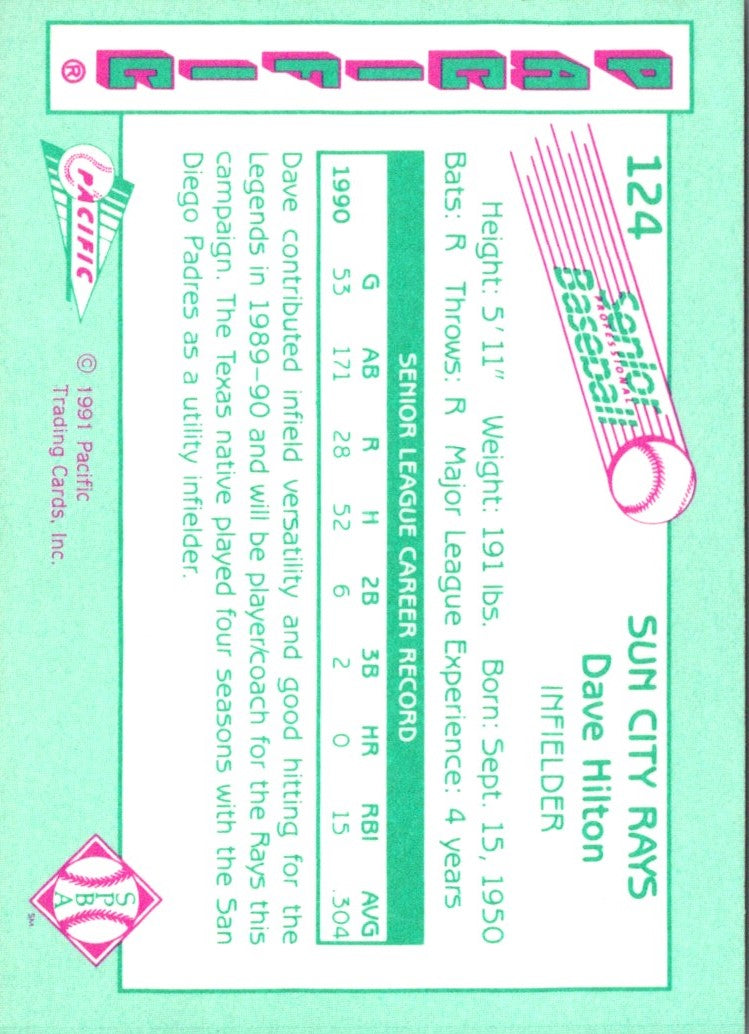 PACIFIC
®
124
Senior
PROFESSIONAL
Baseball
SUN CITY RAYS
Dave Hilton
INFIELDER
Height: 5'11" Weight: 191 lbs. Born: Sept. 15, 1950
Bats: R Throws: R Major League Experience: 4 years
SENIOR LEAGUE CAREER RECORD
G AB R H 2B 3B HR RBI AVG
1990 53 171 28 52 6 2 0 15 .304
Dave contributed infield versatility and good hitting for the
Legends in 1989-90 and will be player/coach for the Rays this
campaign. The Texas native played four seasons with the San
Diego Padres as a utility infielder.
PACIFIC
© 1991 Pacific
Trading Cards, Inc.
S
P
B
A
SM